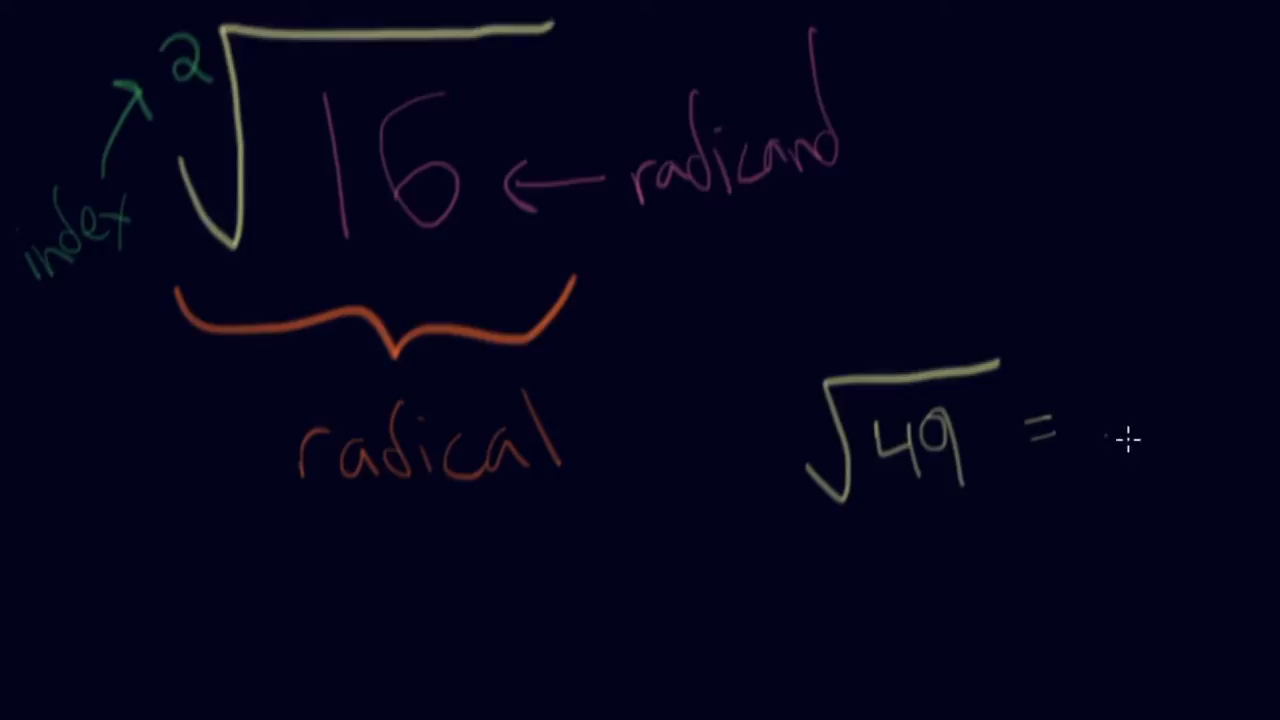 2√16 ← radicand
index
radical
√49 =